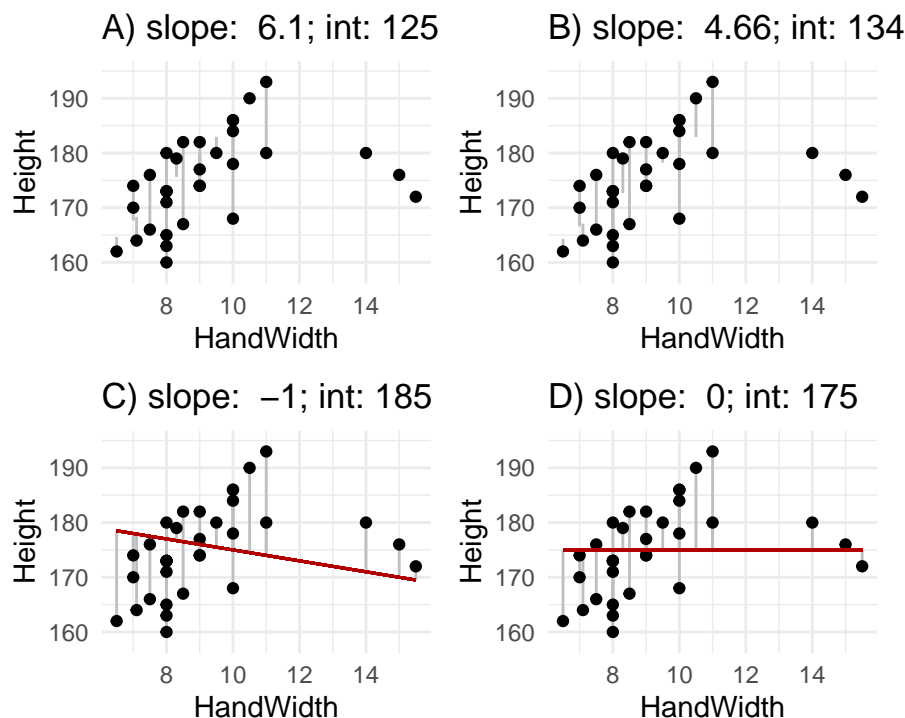 A) slope:  6.1; int: 125
B) slope:  4.66; int: 134
Height
190
180
170
160
8 10 12 14
HandWidth
Height
190
180
170
160
8 10 12 14
HandWidth
C) slope:  –1; int: 185
D) slope:  0; int: 175
Height
190
180
170
160
8 10 12 14
HandWidth
Height
190
180
170
160
8 10 12 14
HandWidth